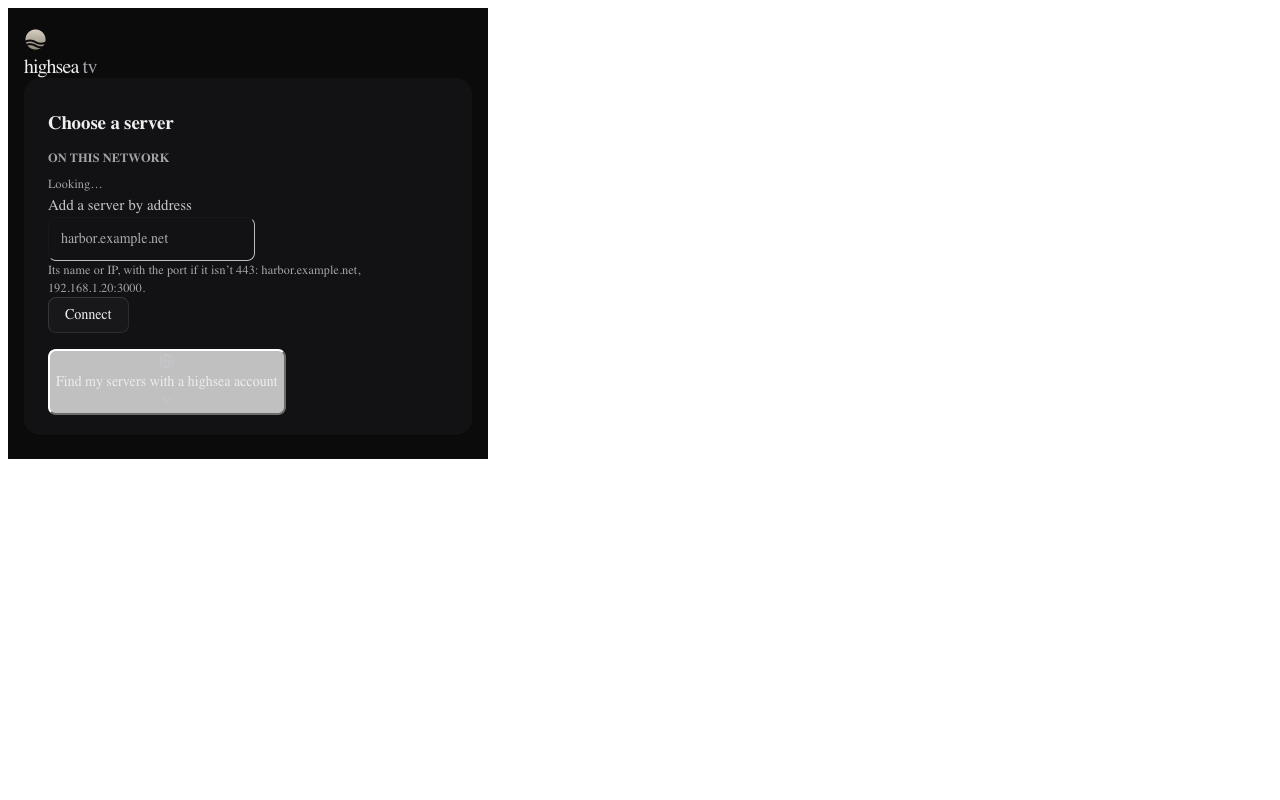 highsea tv
Choose a server
ON THIS NETWORK
Looking…
Add a server by address
harbor.example.net
Its name or IP, with the port if it isn’t 443: harbor.example.net,
192.168.1.20:3000.
Connect
Find my servers with a highsea account